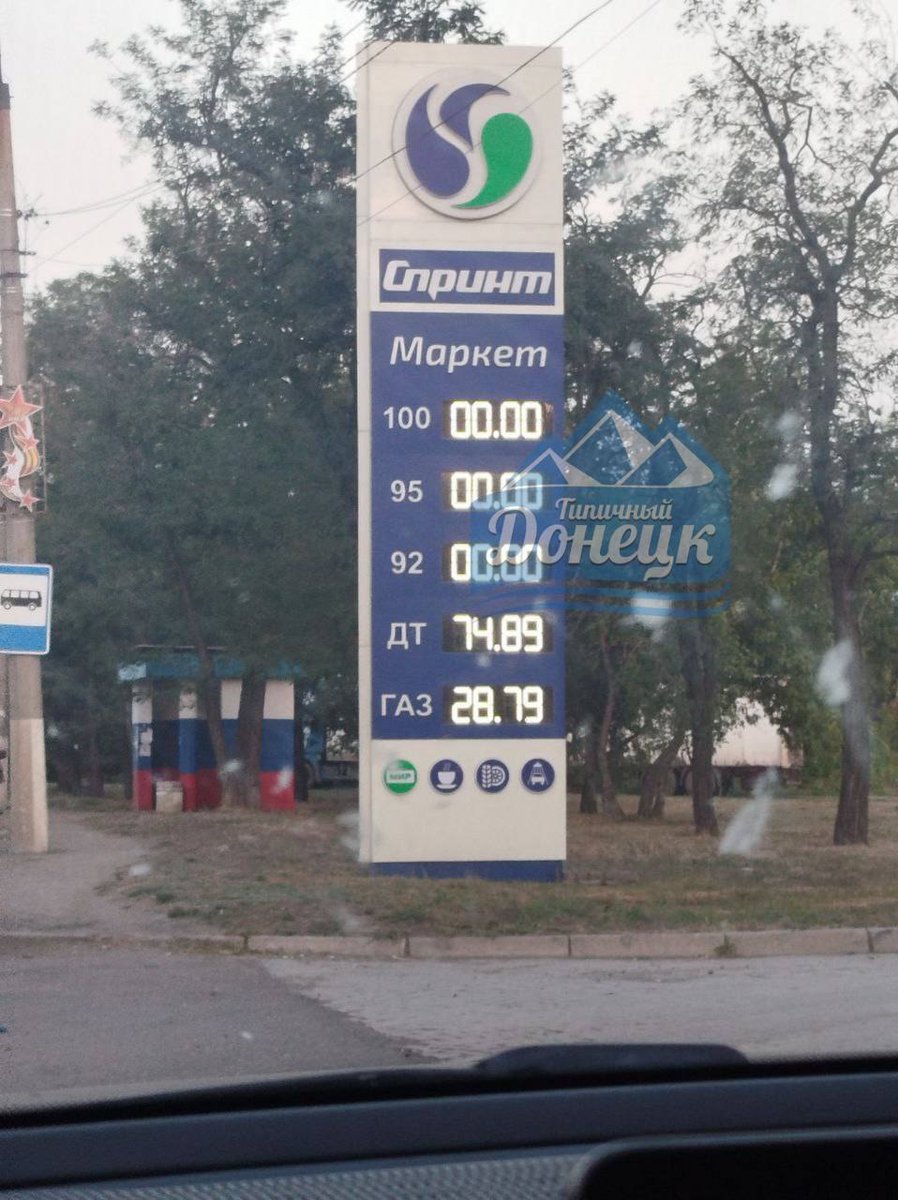 Спринт
Маркет
100 00.00
95 00.00
92 00.00
ДТ 74.89
ГАЗ 28.79
МИР
Типичный
Донецк